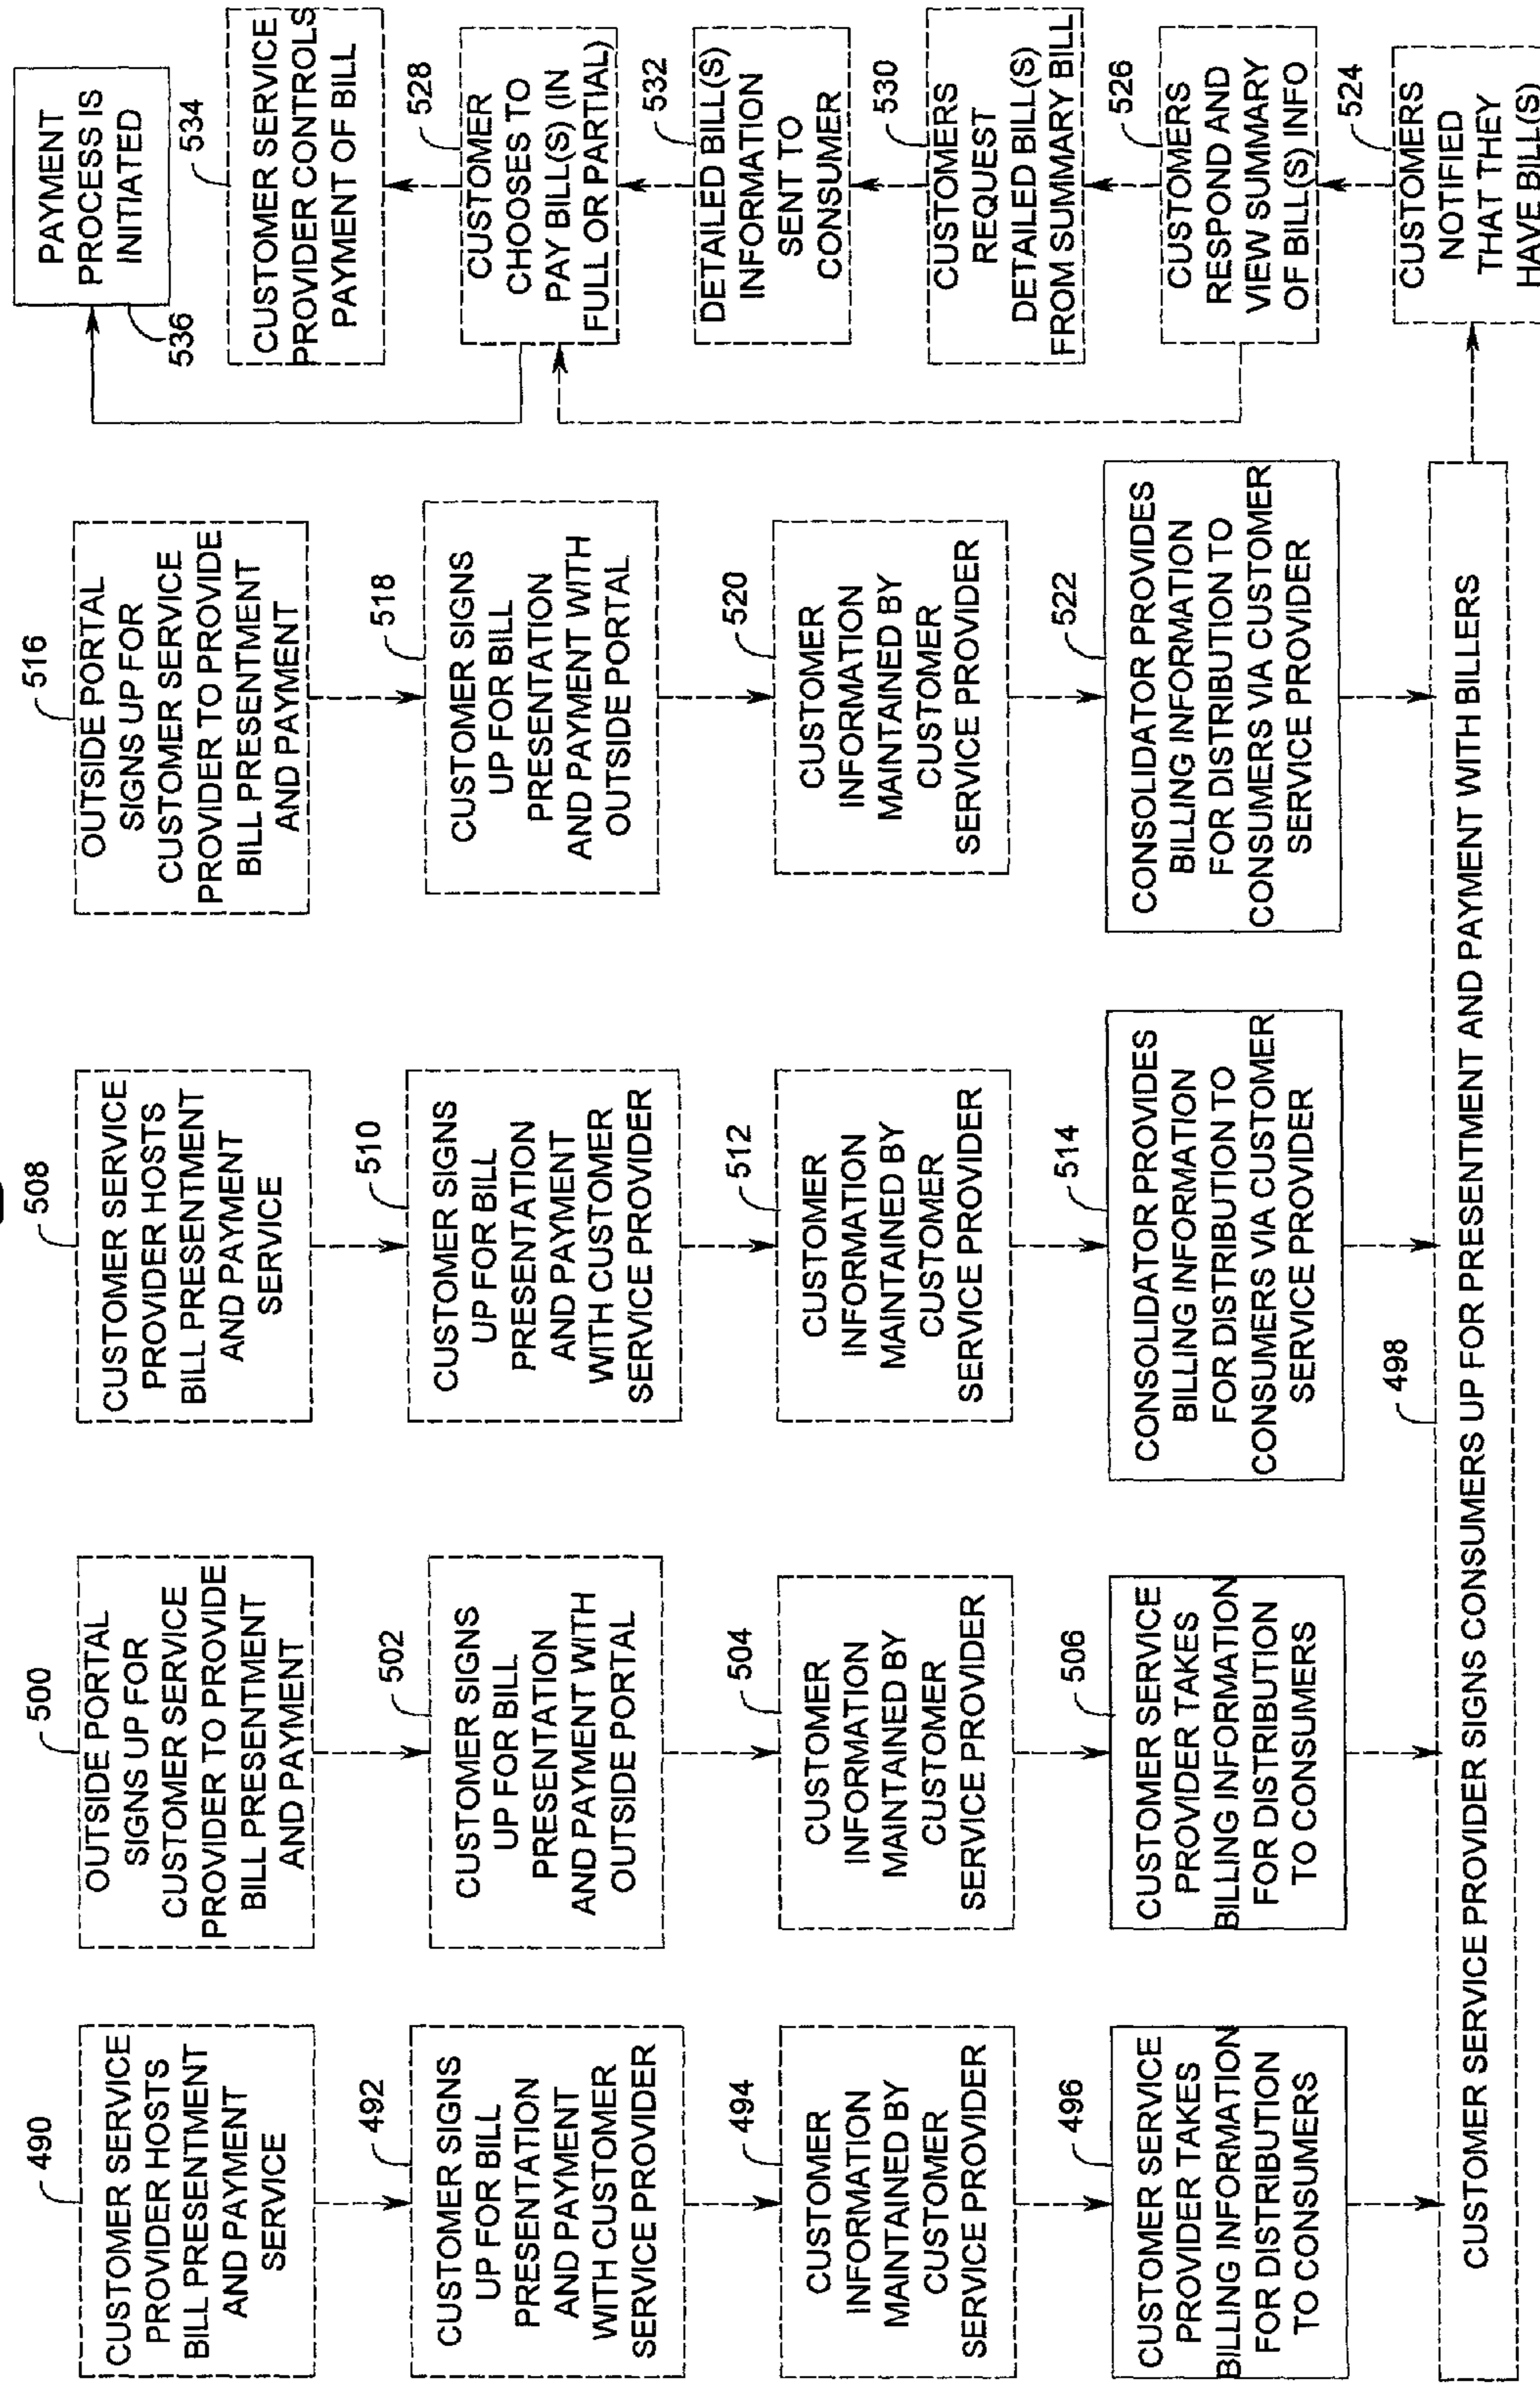 490
CUSTOMER SERVICE
PROVIDER HOSTS
BILL PRESENTMENT
AND PAYMENT
SERVICE
492
CUSTOMER SIGNS
UP FOR BILL
PRESENTATION
AND PAYMENT
WITH CUSTOMER
SERVICE PROVIDER
494
CUSTOMER
INFORMATION
MAINTAINED BY
CUSTOMER
SERVICE PROVIDER
496
CUSTOMER SERVICE
PROVIDER TAKES
BILLING INFORMATION
FOR DISTRIBUTION
TO CONSUMERS
500
OUTSIDE PORTAL
SIGNS UP FOR
CUSTOMER SERVICE
PROVIDER TO PROVIDE
BILL PRESENTMENT
AND PAYMENT
502
CUSTOMER SIGNS
UP FOR BILL
PRESENTATION
AND PAYMENT WITH
OUTSIDE PORTAL
504
CUSTOMER
INFORMATION
MAINTAINED BY
CUSTOMER
SERVICE PROVIDER
506
CUSTOMER SERVICE
PROVIDER TAKES
BILLING INFORMATION
FOR DISTRIBUTION
TO CONSUMERS
508
CUSTOMER SERVICE
PROVIDER HOSTS
BILL PRESENTMENT
AND PAYMENT
SERVICE
510
CUSTOMER SIGNS
UP FOR BILL
PRESENTATION
AND PAYMENT
WITH CUSTOMER
SERVICE PROVIDER
512
CUSTOMER
INFORMATION
MAINTAINED BY
CUSTOMER
SERVICE PROVIDER
514
CONSOLIDATOR PROVIDES
BILLING INFORMATION
FOR DISTRIBUTION TO
CONSUMERS VIA CUSTOMER
SERVICE PROVIDER
516
OUTSIDE PORTAL
SIGNS UP FOR
CUSTOMER SERVICE
PROVIDER TO PROVIDE
BILL PRESENTMENT
AND PAYMENT
518
CUSTOMER SIGNS
UP FOR BILL
PRESENTATION
AND PAYMENT WITH
OUTSIDE PORTAL
520
CUSTOMER
INFORMATION
MAINTAINED BY
CUSTOMER
SERVICE PROVIDER
522
CONSOLIDATOR PROVIDES
BILLING INFORMATION
FOR DISTRIBUTION TO
CONSUMERS VIA CUSTOMER
SERVICE PROVIDER
498
CUSTOMER SERVICE PROVIDER SIGNS CONSUMERS UP FOR PRESENTMENT AND PAYMENT WITH BILLERS
PAYMENT
PROCESS IS
INITIATED
536
534
CUSTOMER SERVICE
PROVIDER CONTROLS
PAYMENT OF BILL
528
CUSTOMER
CHOOSES TO
PAY BILL(S) (IN
FULL OR PARTIAL)
532
DETAILED BILL(S)
INFORMATION
SENT TO
CONSUMER
530
CUSTOMERS
REQUEST
DETAILED BILL(S)
FROM SUMMARY BILL
526
CUSTOMERS
RESPOND AND
VIEW SUMMARY
OF BILL(S) INFO
524
CUSTOMERS
NOTIFIED
THAT THEY
HAVE BILL(S)